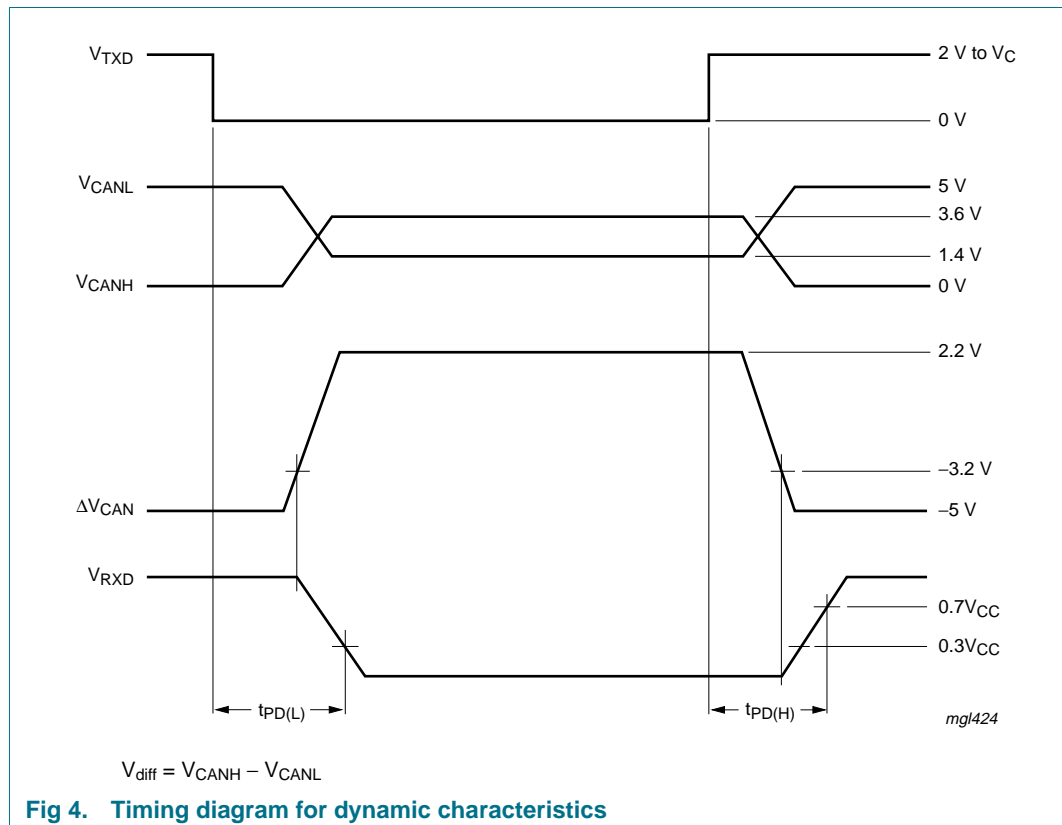 VTXD
2 V to VC
0 V
VCANL
5 V
3.6 V
1.4 V
VCANH
0 V
2.2 V
−3.2 V
ΔVCAN
−5 V
VRXD
0.7VCC
0.3VCC
tPD(L)
tPD(H)
mgl424
Vdiff = VCANH − VCANL
Fig 4. Timing diagram for dynamic characteristics